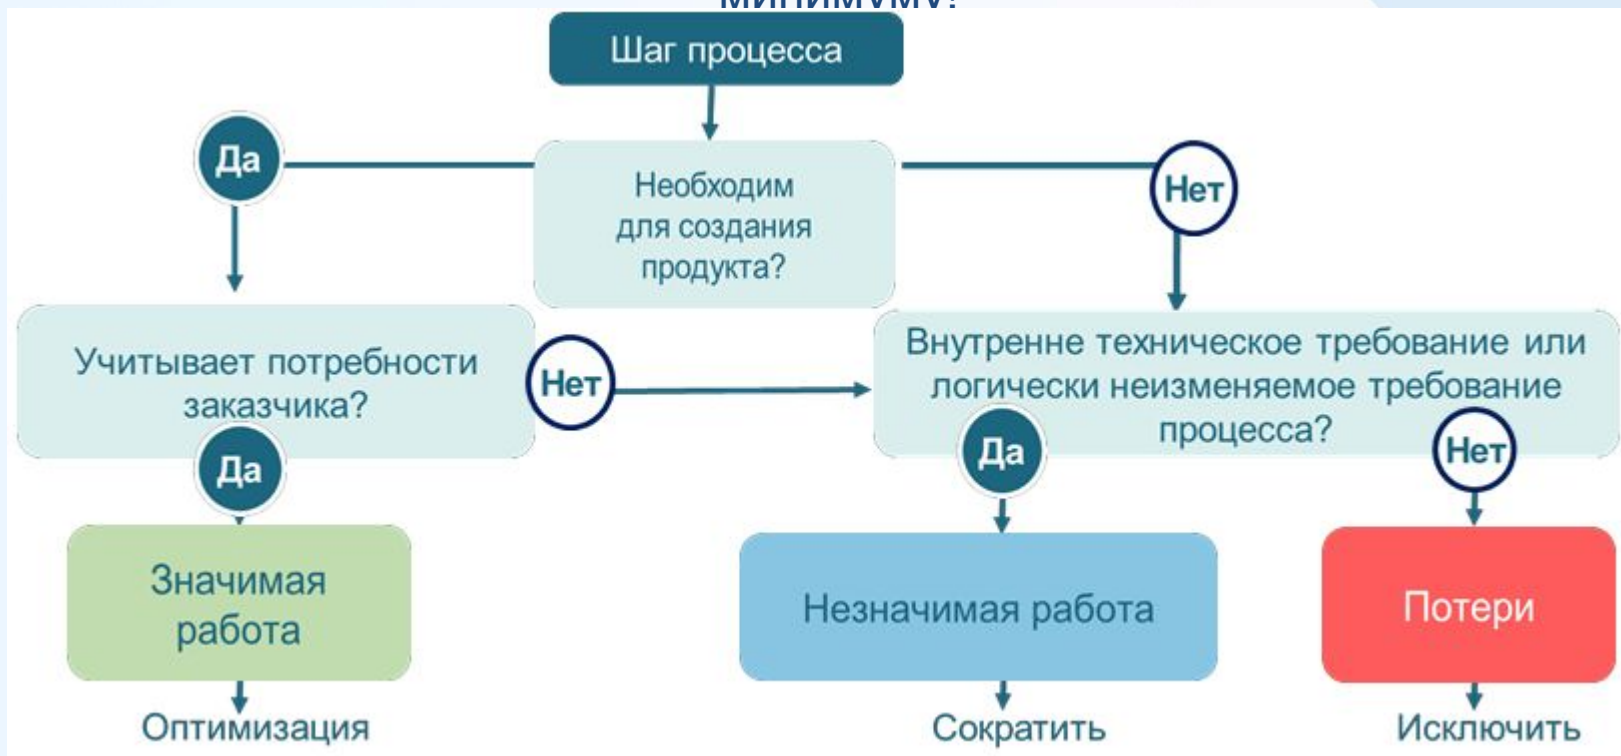 минимуму!
Шаг процесса
Да
Нет
Необходим
для создания
продукта?
Учитывает потребности
заказчика?
Нет
Внутренне техническое требование или
логически неизменяемое требование
процесса?
Да
Да
Нет
Значимая
работа
Незначимая работа
Потери
Оптимизация
Сократить
Исключить